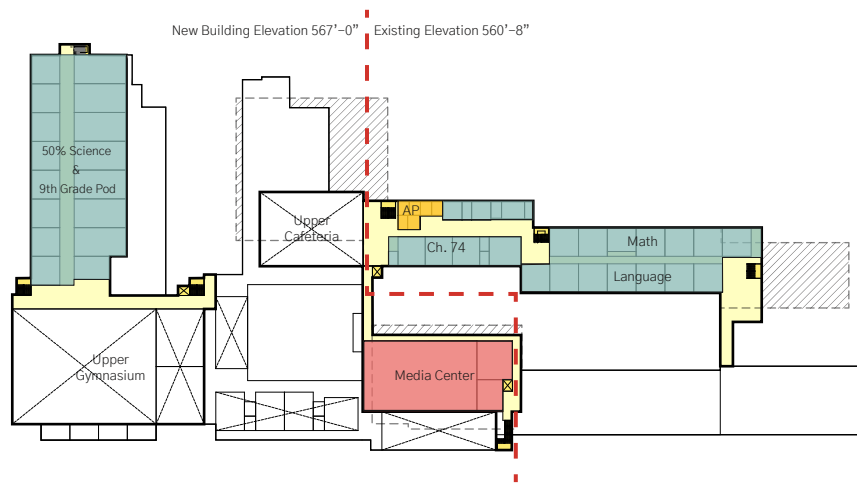 New Building Elevation 567’-0”
Existing Elevation 560’-8”
50% Science
&
9th Grade Pod
Upper
Cafeteria
AP
Ch. 74
Math
Language
Upper
Gymnasium
Media Center